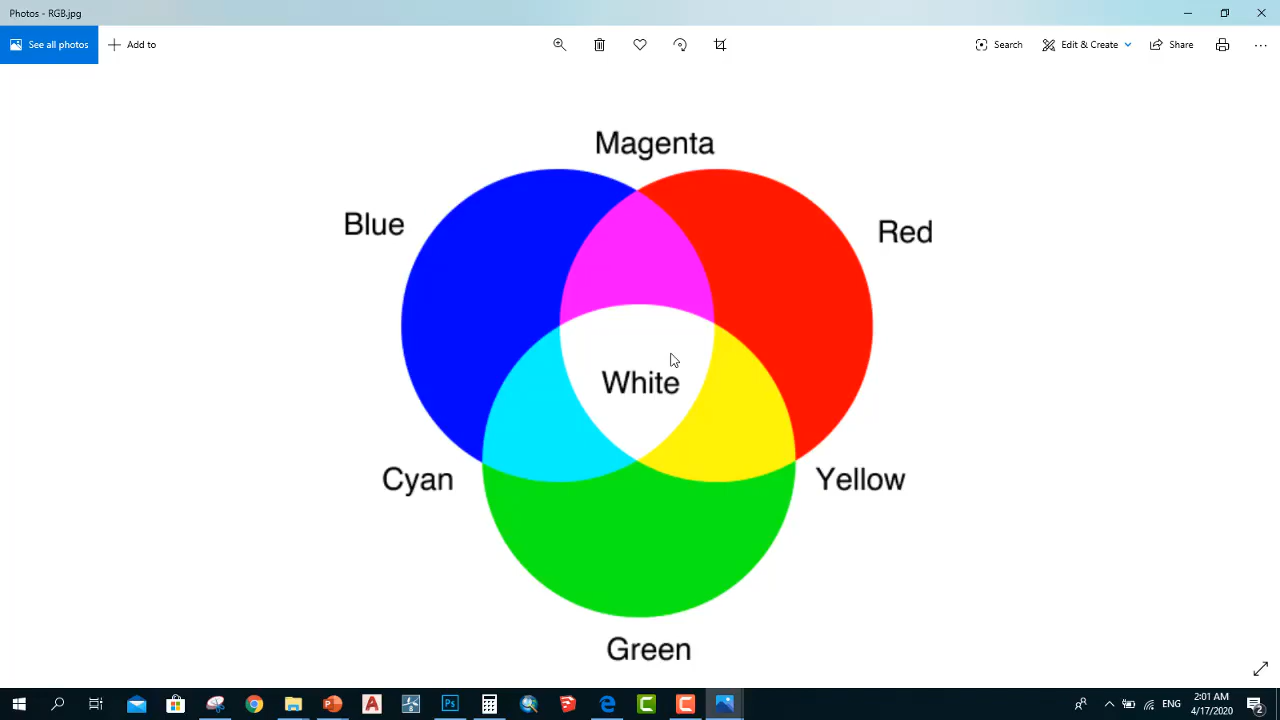 Photos - RGB.jpg
See all photos
Add to
Search
Edit & Create
Share
Magenta
Blue
Red
White
Cyan
Yellow
Green
2:01 AM
ENG
4/17/2020
2